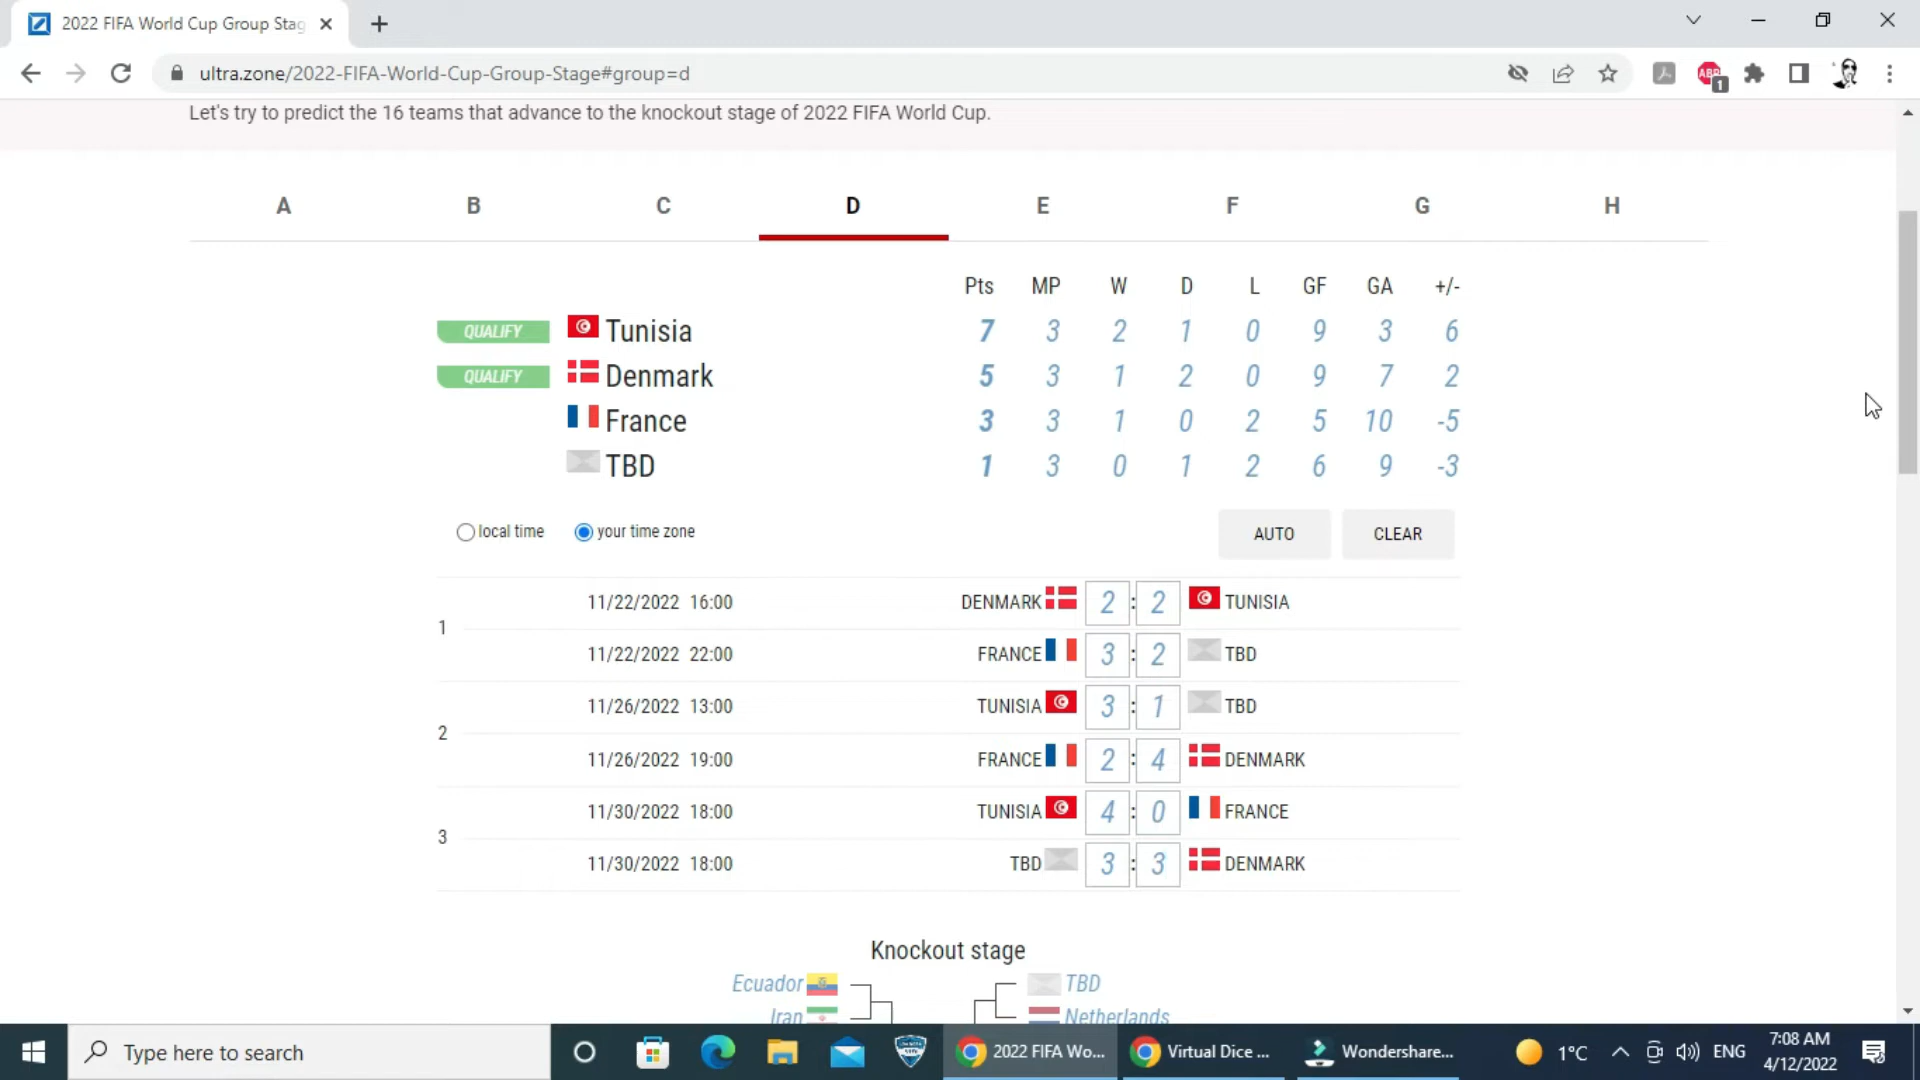 2022 FIFA World Cup Group Stag
ultra.zone/2022-FIFA-World-Cup-Group-Stage#group=d
ABP 1
Let's try to predict the 16 teams that advance to the knockout stage of 2022 FIFA World Cup.
A B C D E F G H
Pts MP W D L GF GA +/-
QUALIFY Tunisia 7 3 2 1 0 9 3 6
QUALIFY Denmark 5 3 1 2 0 9 7 2
France 3 3 1 0 2 5 10 -5
TBD 1 3 0 1 2 6 9 -3
local time your time zone AUTO CLEAR
1
11/22/2022 16:00 DENMARK 2 : 2 TUNISIA
11/22/2022 22:00 FRANCE 3 : 2 TBD
2
11/26/2022 13:00 TUNISIA 3 : 1 TBD
11/26/2022 19:00 FRANCE 2 : 4 DENMARK
3
11/30/2022 18:00 TUNISIA 4 : 0 FRANCE
11/30/2022 18:00 TBD 3 : 3 DENMARK
Knockout stage
Ecuador TBD
Iran Netherlands
Type here to search
2022 FIFA Wo...
Virtual Dice ...
Wondershare...
1°C
ENG
7:08 AM
4/12/2022